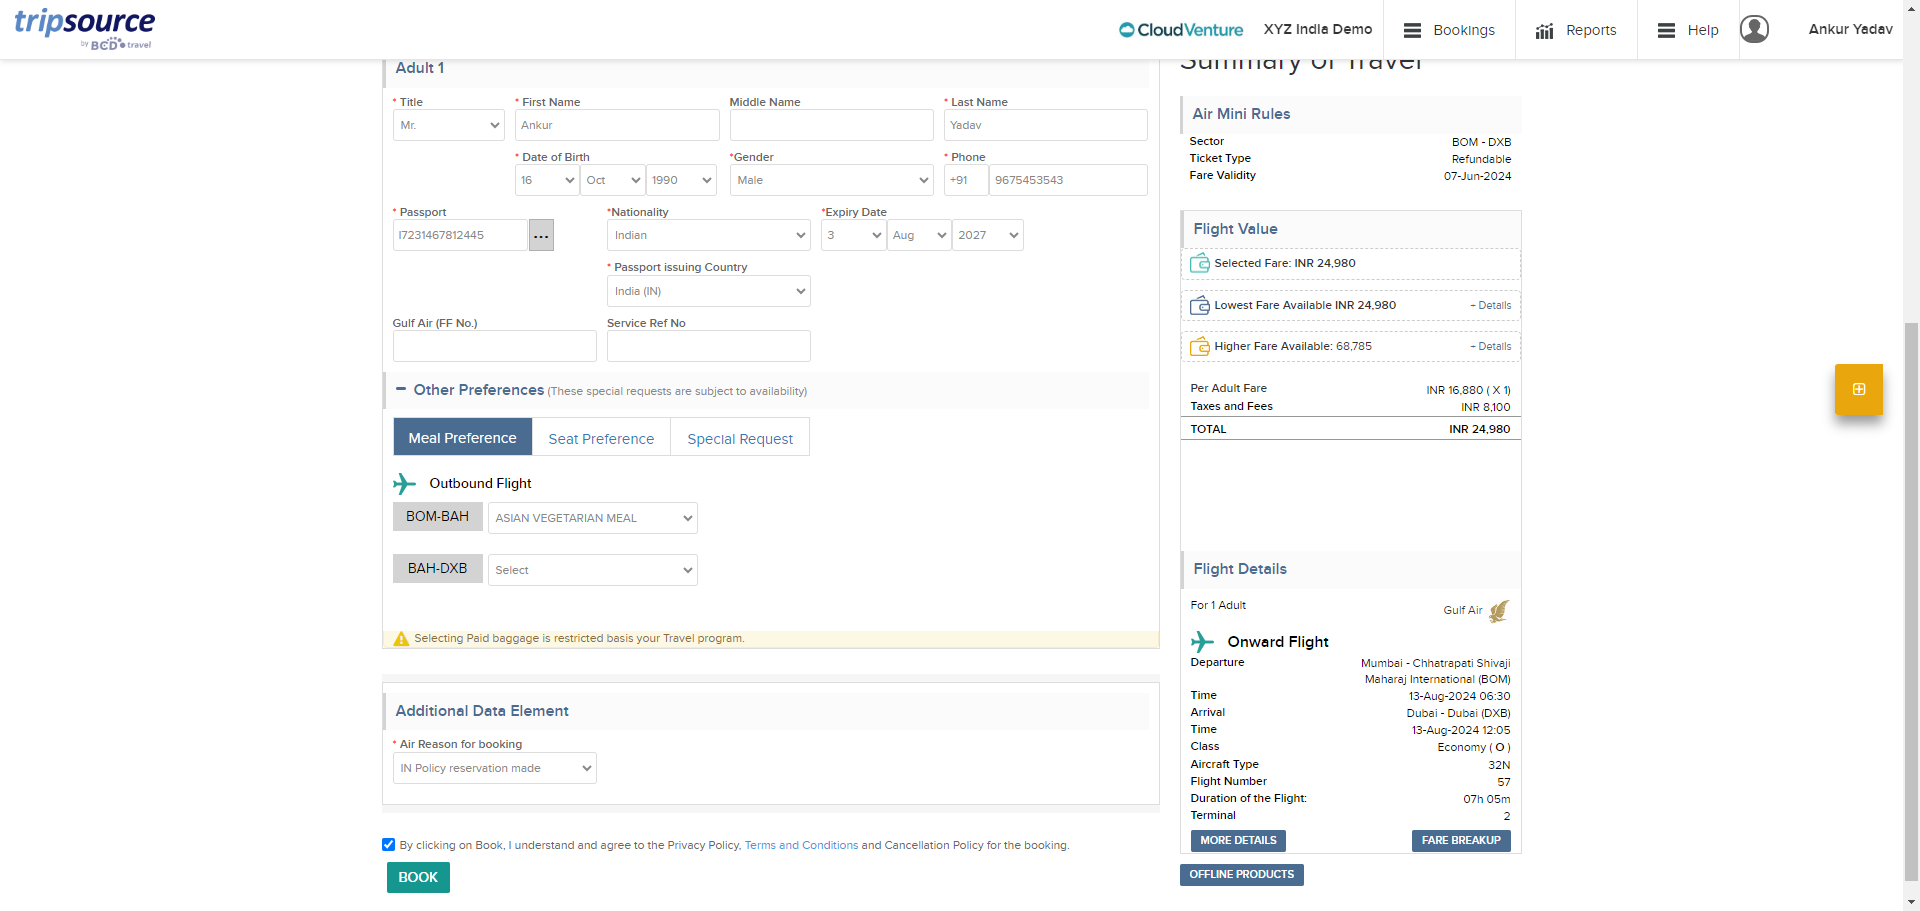 tripsource
by BCD travel
CloudVenture
XYZ India Demo
Bookings
Reports
Help
Ankur Yadav
Adult 1
* Title
* First Name
Middle Name
* Last Name
Mr.
Ankur
Yadav
* Date of Birth
*Gender
* Phone
16
Oct
1990
Male
+91
9675453543
* Passport
*Nationality
*Expiry Date
I7231467812445
...
Indian
3
Aug
2027
* Passport issuing Country
India (IN)
Gulf Air (FF No.)
Service Ref No
− Other Preferences (These special requests are subject to availability)
Meal Preference
Seat Preference
Special Request
Outbound Flight
BOM-BAH
ASIAN VEGETARIAN MEAL
BAH-DXB
Select
Selecting Paid baggage is restricted basis your Travel program.
Additional Data Element
* Air Reason for booking
IN Policy reservation made
By clicking on Book, I understand and agree to the Privacy Policy, Terms and Conditions and Cancellation Policy for the booking.
BOOK
Summary of Travel
Air Mini Rules
Sector BOM - DXB
Ticket Type Refundable
Fare Validity 07-Jun-2024
Flight Value
Selected Fare: INR 24,980
Lowest Fare Available INR 24,980 + Details
Higher Fare Available: 68,785 + Details
Per Adult Fare INR 16,880 ( X 1)
Taxes and Fees INR 8,100
TOTAL INR 24,980
Flight Details
For 1 Adult Gulf Air
Onward Flight
Departure Mumbai - Chhatrapati Shivaji
Maharaj International (BOM)
Time 13-Aug-2024 06:30
Arrival Dubai - Dubai (DXB)
Time 13-Aug-2024 12:05
Class Economy ( O )
Aircraft Type 32N
Flight Number 57
Duration of the Flight: 07h 05m
Terminal 2
MORE DETAILS
FARE BREAKUP
OFFLINE PRODUCTS